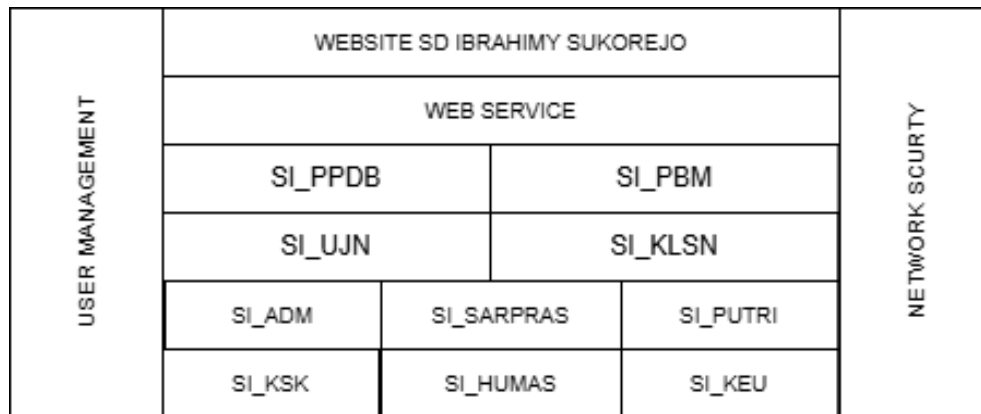 USER MANAGEMENT
WEBSITE SD IBRAHIMY SUKOREJO
WEB SERVICE
SI_PPDB
SI_PBM
SI_UJN
SI_KLSN
SI_ADM
SI_SARPRAS
SI_PUTRI
SI_KSK
SI_HUMAS
SI_KEU
NETWORK SCURTY